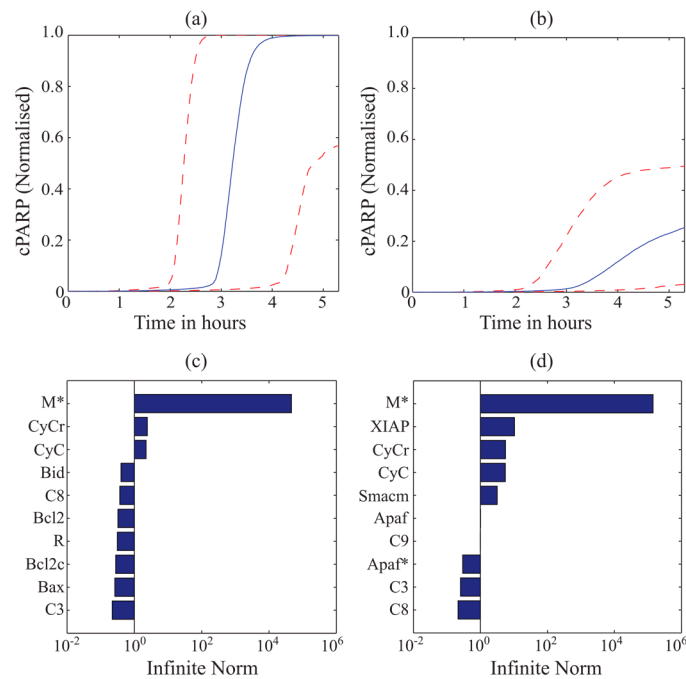 (a)
(b)
cPARP (Normalised)
1.0
0.8
0.6
0.4
0.2
0
0 1 2 3 4 5
Time in hours
cPARP (Normalised)
1.0
0.8
0.6
0.4
0.2
0
0 1 2 3 4 5
Time in hours
(c)
(d)
M*
CyCr
CyC
Bid
C8
Bcl2
R
Bcl2c
Bax
C3
10^-2 10^0 10^2 10^4 10^6
Infinite Norm
M*
XIAP
CyCr
CyC
Smacm
Apaf
C9
Apaf*
C3
C8
10^-2 10^0 10^2 10^4 10^6
Infinite Norm